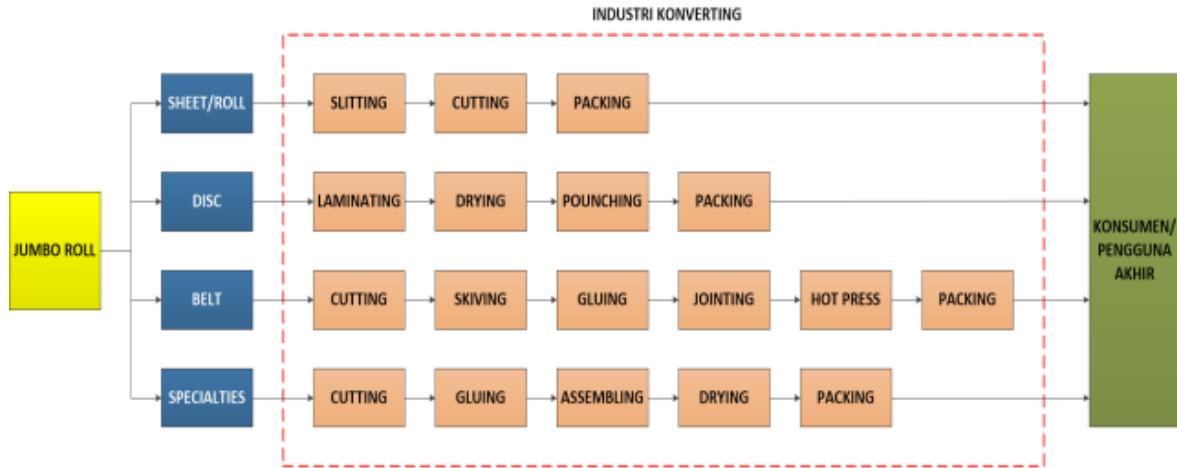 INDUSTRI KONVERTING
JUMBO ROLL
SHEET/ROLL
SLITTING
CUTTING
PACKING
DISC
LAMINATING
DRYING
POUNCHING
PACKING
BELT
CUTTING
SKIVING
GLUING
JOINTING
HOT PRESS
PACKING
SPECIALTIES
CUTTING
GLUING
ASSEMBLING
DRYING
PACKING
KONSUMEN/
PENGGUNA
AKHIR